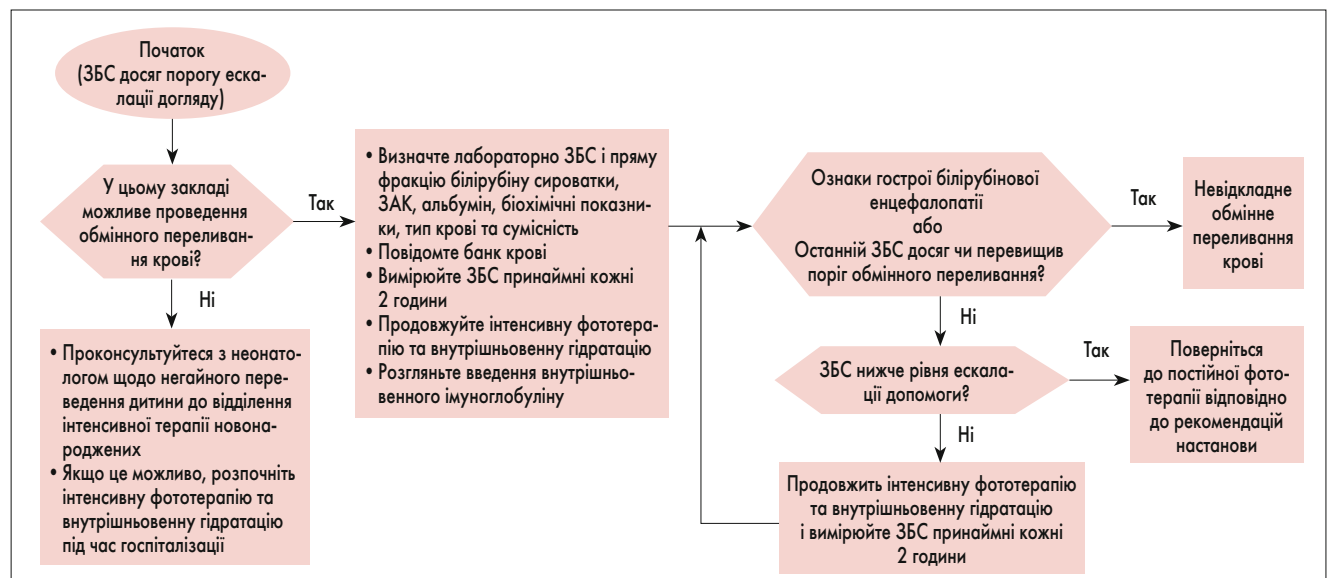 Початок
(ЗБС досяг порогу еска-
лації догляду)
У цьому закладі
можливе проведення
обмінного переливан-
ня крові?
Так
Ні
• Проконсультуйтеся з неонато-
логом щодо негайного пере-
ведення дитини до відділення
інтенсивної терапії новона-
роджених
• Якщо це можливо, розпочніть
інтенсивну фототерапію та
внутрішньовенну гідратацію
під час госпіталізації
• Визначте лабораторно ЗБС і пряму
фракцію білірубіну сироватки,
ЗАК, альбумін, біохімічні показни-
ки, тип крові та сумісність
• Повідомте банк крові
• Вимірюйте ЗБС принаймні кожні
2 години
• Продовжуйте інтенсивну фототера-
пію та внутрішньовенну гідратацію
• Розгляньте введення внутрішньо-
венного імуноглобуліну
Ознаки гострої білірубінової
енцефалопатії
або
Останній ЗБС досяг чи перевищив
поріг обмінного переливання?
Так
Невідкладне
обмінне
переливання
крові
Ні
ЗБС нижче рівня ескала-
ції допомоги?
Так
Поверніться
до постійної фото-
терапії відповідно
до рекомендацій
настанови
Ні
Продовжить інтенсивну фототерапію
та внутрішньовенну гідратацію
і вимірюйте ЗБС принаймні кожні
2 години